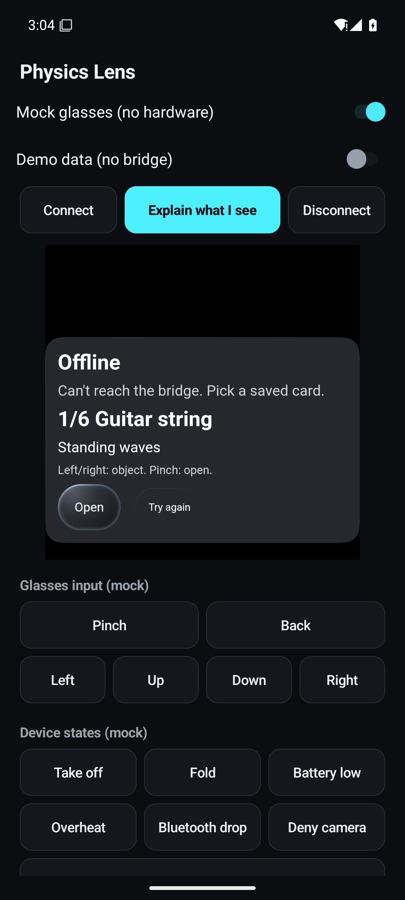 3:04
Physics Lens
Mock glasses (no hardware)
Demo data (no bridge)
Connect
Explain what I see
Disconnect
Offline
Can't reach the bridge. Pick a saved card.
1/6 Guitar string
Standing waves
Left/right: object. Pinch: open.
Open
Try again
Glasses input (mock)
Pinch
Back
Left
Up
Down
Right
Device states (mock)
Take off
Fold
Battery low
Overheat
Bluetooth drop
Deny camera